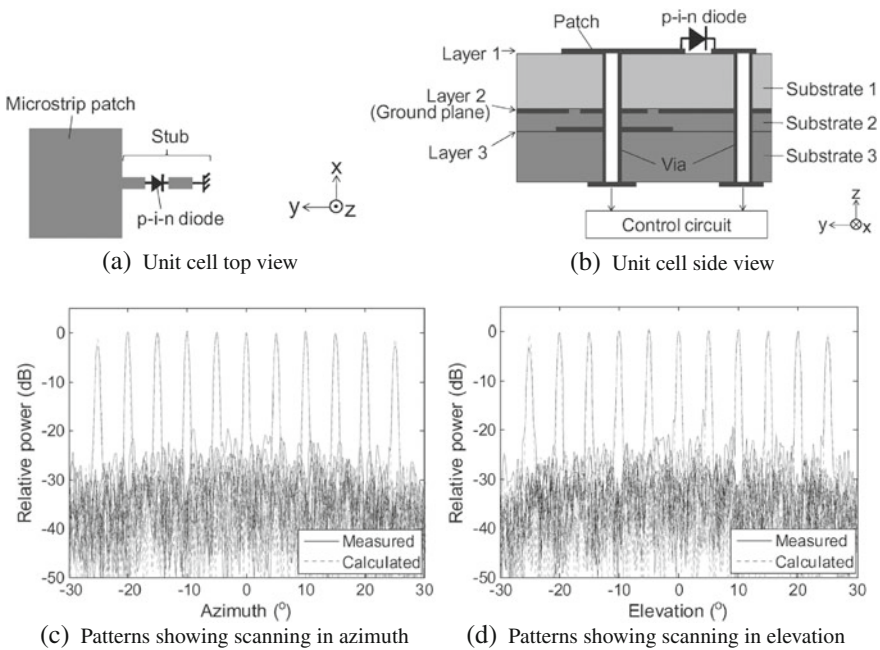 Microstrip patch
Stub
p-i-n diode
x
y
z
(a) Unit cell top view
Patch
p-i-n diode
Layer 1
Layer 2
(Ground plane)
Layer 3
Substrate 1
Substrate 2
Substrate 3
Via
Control circuit
z
y
x
(b) Unit cell side view
Relative power (dB)
0
-10
-20
-30
-40
-50
-30
-20
-10
0
10
20
30
Azimuth (º)
Measured
Calculated
(c) Patterns showing scanning in azimuth
Relative power (dB)
0
-10
-20
-30
-40
-50
-30
-20
-10
0
10
20
30
Elevation (º)
Measured
Calculated
(d) Patterns showing scanning in elevation